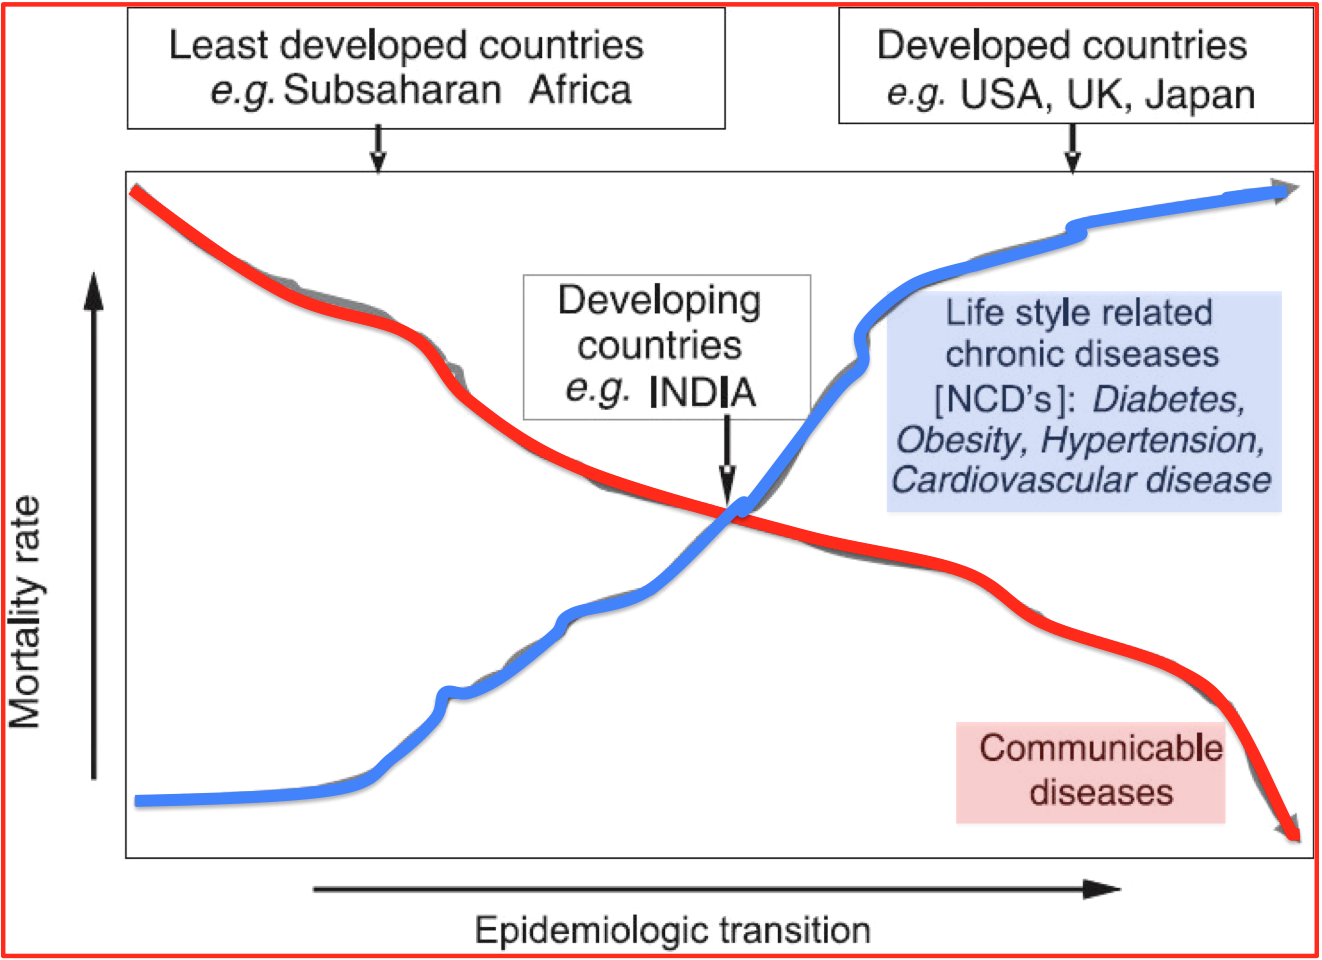 Least developed countries
e.g. Subsaharan Africa
Developed countries
e.g. USA, UK, Japan
Developing
countries
e.g. INDIA
Life style related
chronic diseases
[NCD's]: Diabetes,
Obesity, Hypertension,
Cardiovascular disease
Mortality rate
Communicable
diseases
Epidemiologic transition